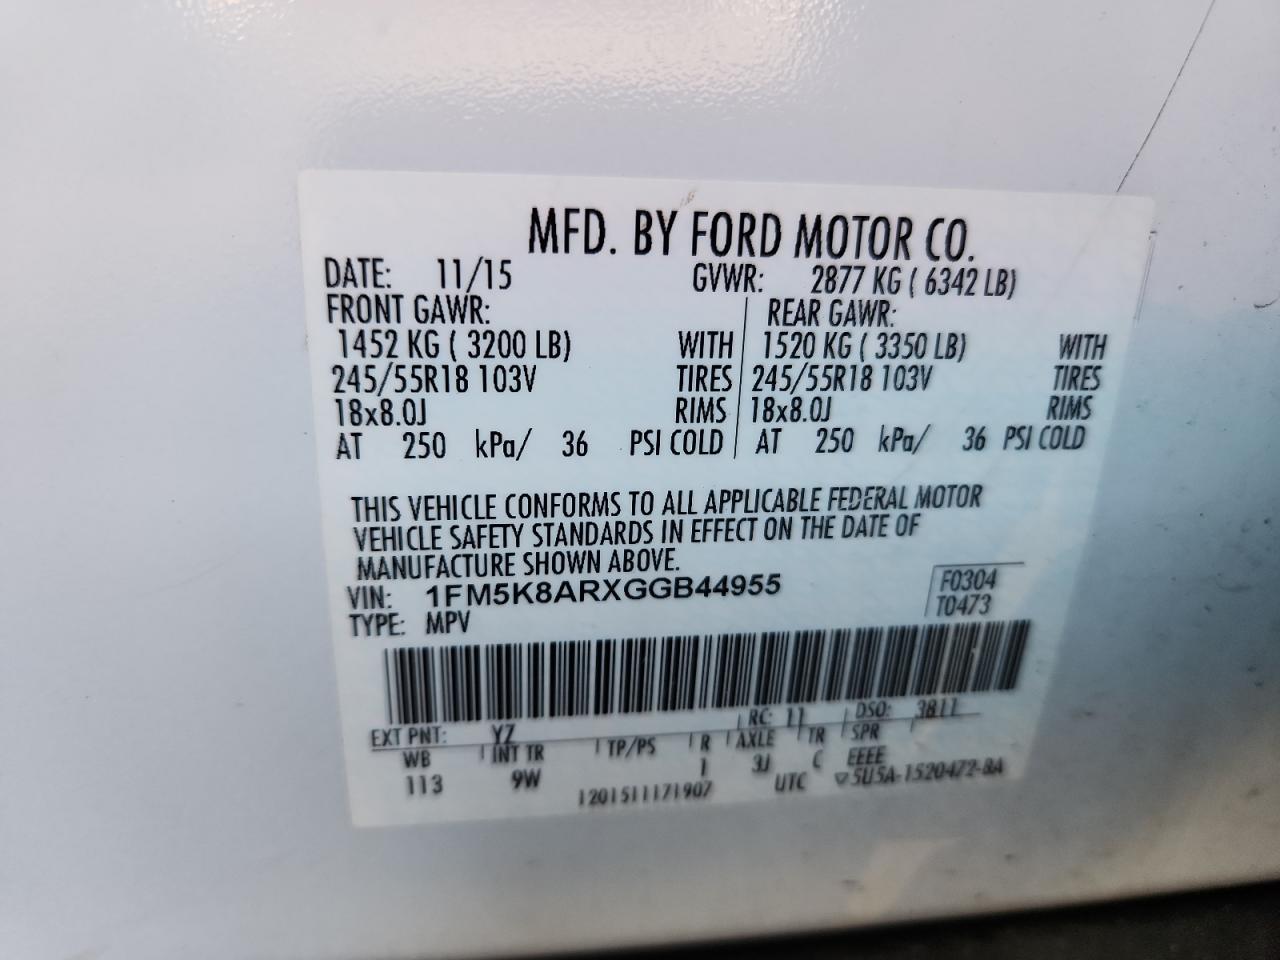 MFD. BY FORD MOTOR CO.
DATE: 11/15 GVWR: 2877 KG ( 6342 LB)
FRONT GAWR: REAR GAWR:
1452 KG ( 3200 LB) WITH 1520 KG ( 3350 LB) WITH
245/55R18 103V TIRES 245/55R18 103V TIRES
18x8.0J RIMS 18x8.0J RIMS
AT 250 kPa/ 36 PSI COLD AT 250 kPa/ 36 PSI COLD
THIS VEHICLE CONFORMS TO ALL APPLICABLE FEDERAL MOTOR
VEHICLE SAFETY STANDARDS IN EFFECT ON THE DATE OF
MANUFACTURE SHOWN ABOVE.
VIN: 1FM5K8ARXGGB44955 F0304
TYPE: MPV T0473
EXT PNT: YZ RC: 11 DSO: 3811
WB INT TR TP/PS R AXLE TR SPR
113 9W 1 3J C EEEE
1201511171907 UTC ▽5U5A-1520472-BA